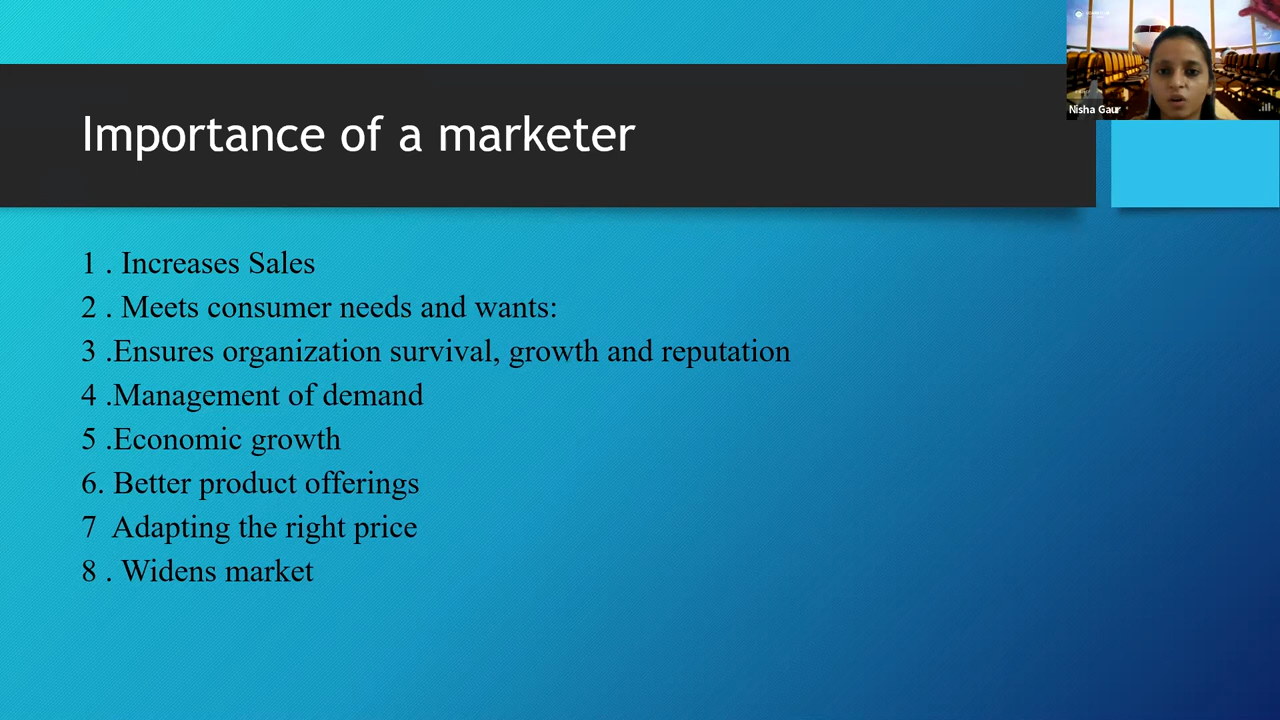 Importance of a marketer
Nisha Gaur
1 . Increases Sales
2 . Meets consumer needs and wants:
3 .Ensures organization survival, growth and reputation
4 .Management of demand
5 .Economic growth
6. Better product offerings
7  Adapting the right price
8 . Widens market